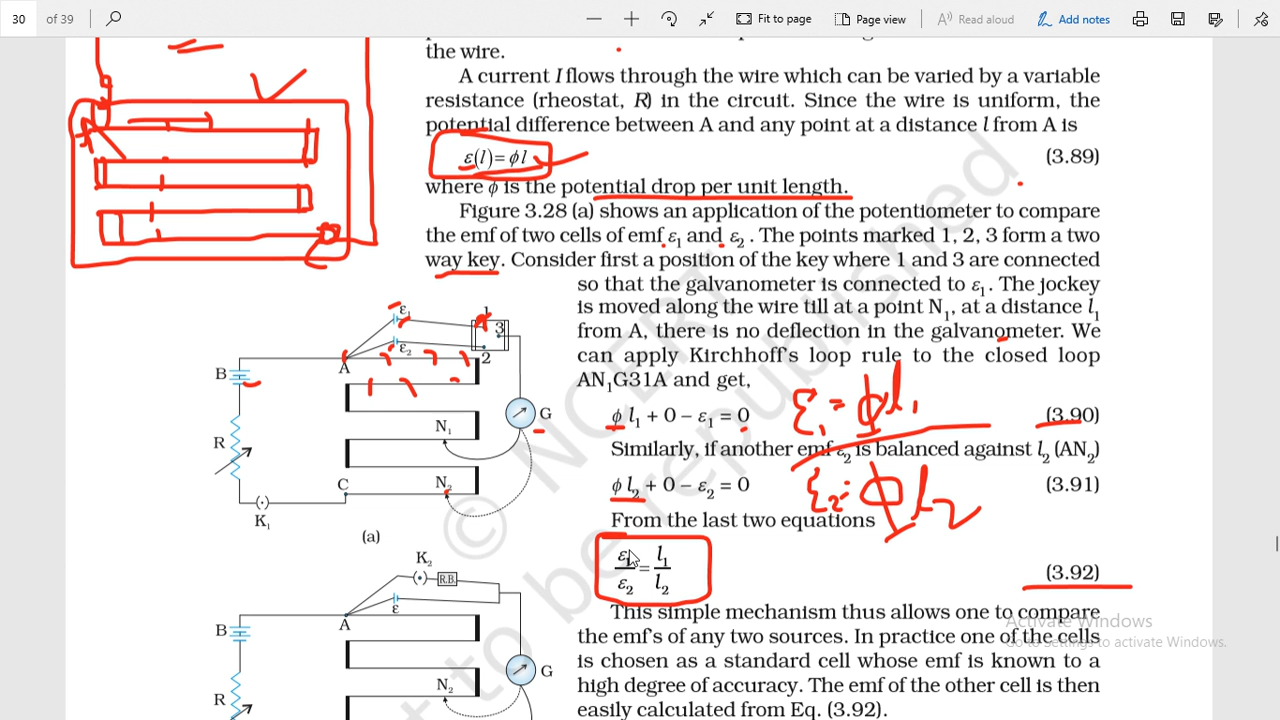 30 of 39
Fit to page
Page view
Read aloud
Add notes
the wire.
A current I flows through the wire which can be varied by a variable
resistance (rheostat, R) in the circuit. Since the wire is uniform, the
potential difference between A and any point at a distance l from A is
ε(l)= ϕl (3.89)
where ϕ is the potential drop per unit length.
Figure 3.28 (a) shows an application of the potentiometer to compare
the emf of two cells of emf ε₁ and ε₂ . The points marked 1, 2, 3 form a two
way key. Consider first a position of the key where 1 and 3 are connected
so that the galvanometer is connected to ε₁. The jockey
is moved along the wire till at a point N₁, at a distance l₁
from A, there is no deflection in the galvanometer. We
can apply Kirchhoff's loop rule to the closed loop
AN₁G31A and get,
ϕ l₁ + 0 – ε₁ = 0 (3.90)
ε₁ = ϕl₁
Similarly, if another emf ε₂ is balanced against l₂ (AN₂)
ϕ l₂ + 0 – ε₂ = 0 (3.91)
ε₂ = ϕl₂
From the last two equations
ε₁/ε₂ = l₁/l₂ (3.92)
This simple mechanism thus allows one to compare
the emf's of any two sources. In practice one of the cells
is chosen as a standard cell whose emf is known to a
high degree of accuracy. The emf of the other cell is then
easily calculated from Eq. (3.92).
ε₁
1
3
ε₂
2
A
B
G
N₁
R
C
N₂
K₁
(a)
K₂
R.B.
ε
B
A
G
N₂
R
© NCERT
not to be republished
Activate Windows
Go to Settings to activate Windows.